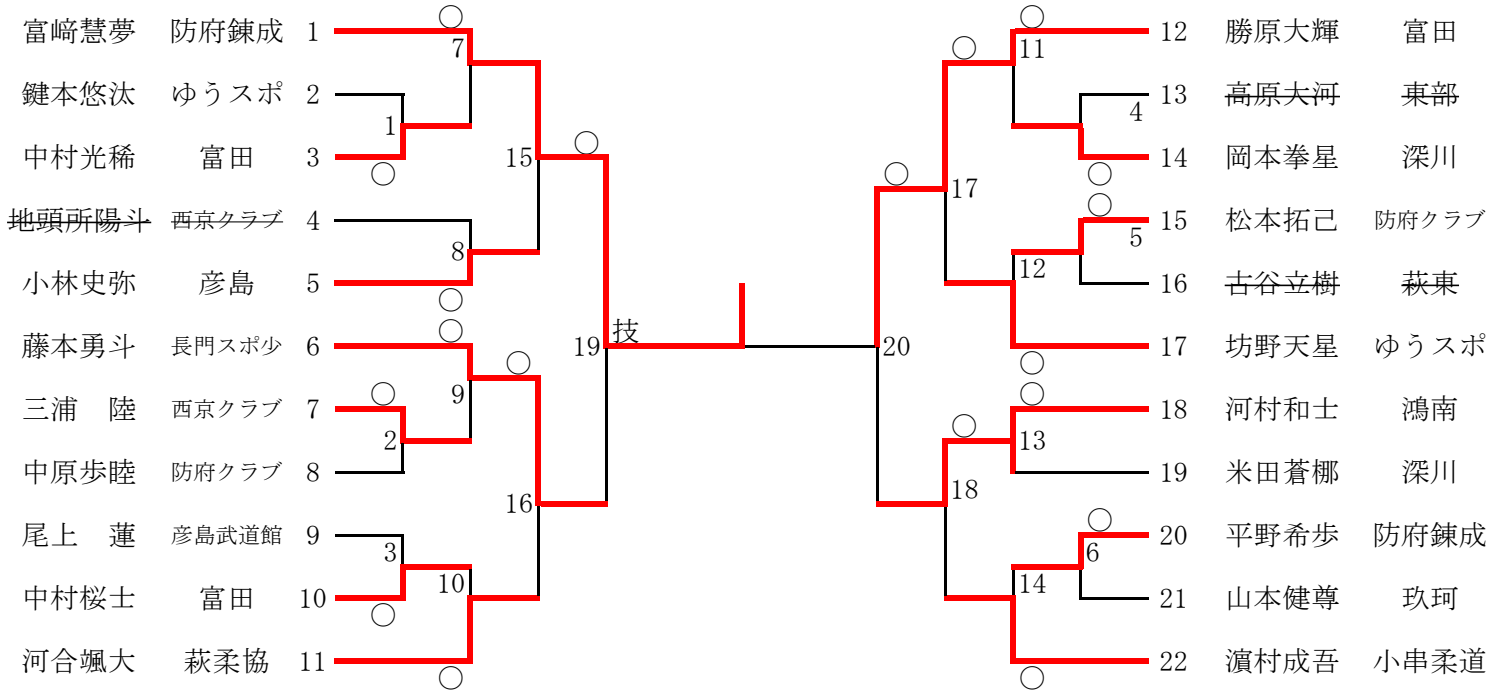 富﨑慧夢 防府錬成 1
鍵本悠汰 ゆうスポ 2
中村光稀 富田 3
地頭所陽斗 西京クラブ 4
小林史弥 彦島 5
藤本勇斗 長門スポ少 6
三浦 陸 西京クラブ 7
中原歩睦 防府クラブ 8
尾上 蓮 彦島武道館 9
中村桜士 富田 10
河合颯大 萩柔協 11
7
1
15
8
19
技
9
2
16
3
10
12 勝原大輝 富田
13 高原大河 東部
14 岡本拳星 深川
15 松本拓己 防府クラブ
16 古谷立樹 萩東
17 坊野天星 ゆうスポ
18 河村和士 鴻南
19 米田蒼梛 深川
20 平野希歩 防府錬成
21 山本健尊 玖珂
22 濵村成吾 小串柔道
11
4
17
5
12
20
13
18
6
14